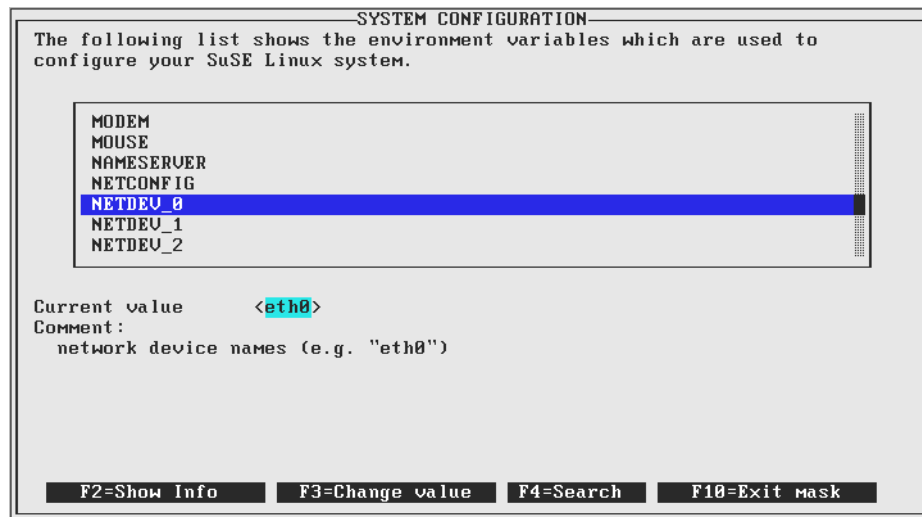 SYSTEM CONFIGURATION
The following list shows the environment variables which are used to
configure your SuSE Linux system.
MODEM
MOUSE
NAMESERVER
NETCONFIG
NETDEV_0
NETDEV_1
NETDEV_2
Current value <eth0>
Comment:
network device names (e.g. "eth0")
F2=Show Info F3=Change value F4=Search F10=Exit mask